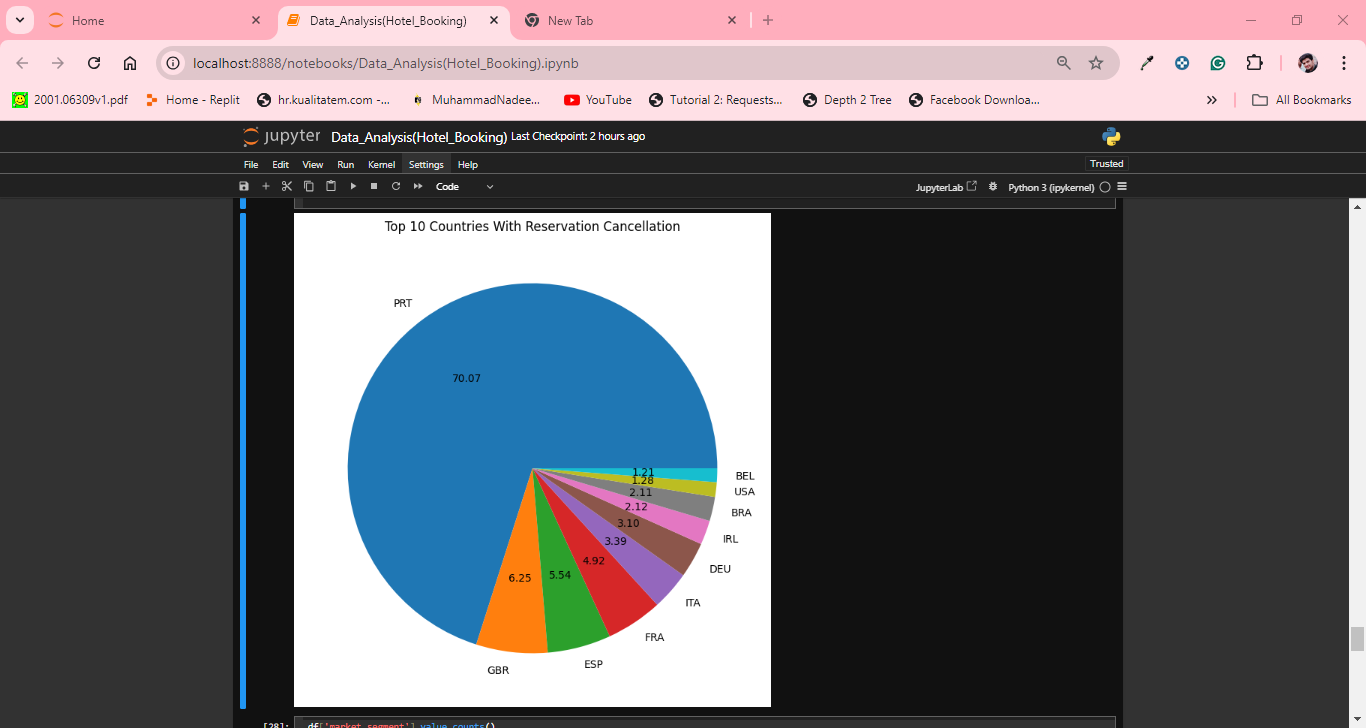 Home
Data_Analysis(Hotel_Booking)
New Tab
localhost:8888/notebooks/Data_Analysis(Hotel_Booking).ipynb
2001.06309v1.pdf
Home - Replit
hr.kualitatem.com -...
MuhammadNadee...
YouTube
Tutorial 2: Requests...
Depth 2 Tree
Facebook Downloa...
All Bookmarks
jupyter Data_Analysis(Hotel_Booking) Last Checkpoint: 2 hours ago
File Edit View Run Kernel Settings Help
Trusted
Code
JupyterLab
Python 3 (ipykernel)
Top 10 Countries With Reservation Cancellation
PRT
70.07
1.21
BEL
1.28
USA
2.11
BRA
2.12
IRL
3.10
DEU
3.39
ITA
4.92
FRA
5.54
ESP
6.25
GBR
[28]: df['market_segment'].value_counts()